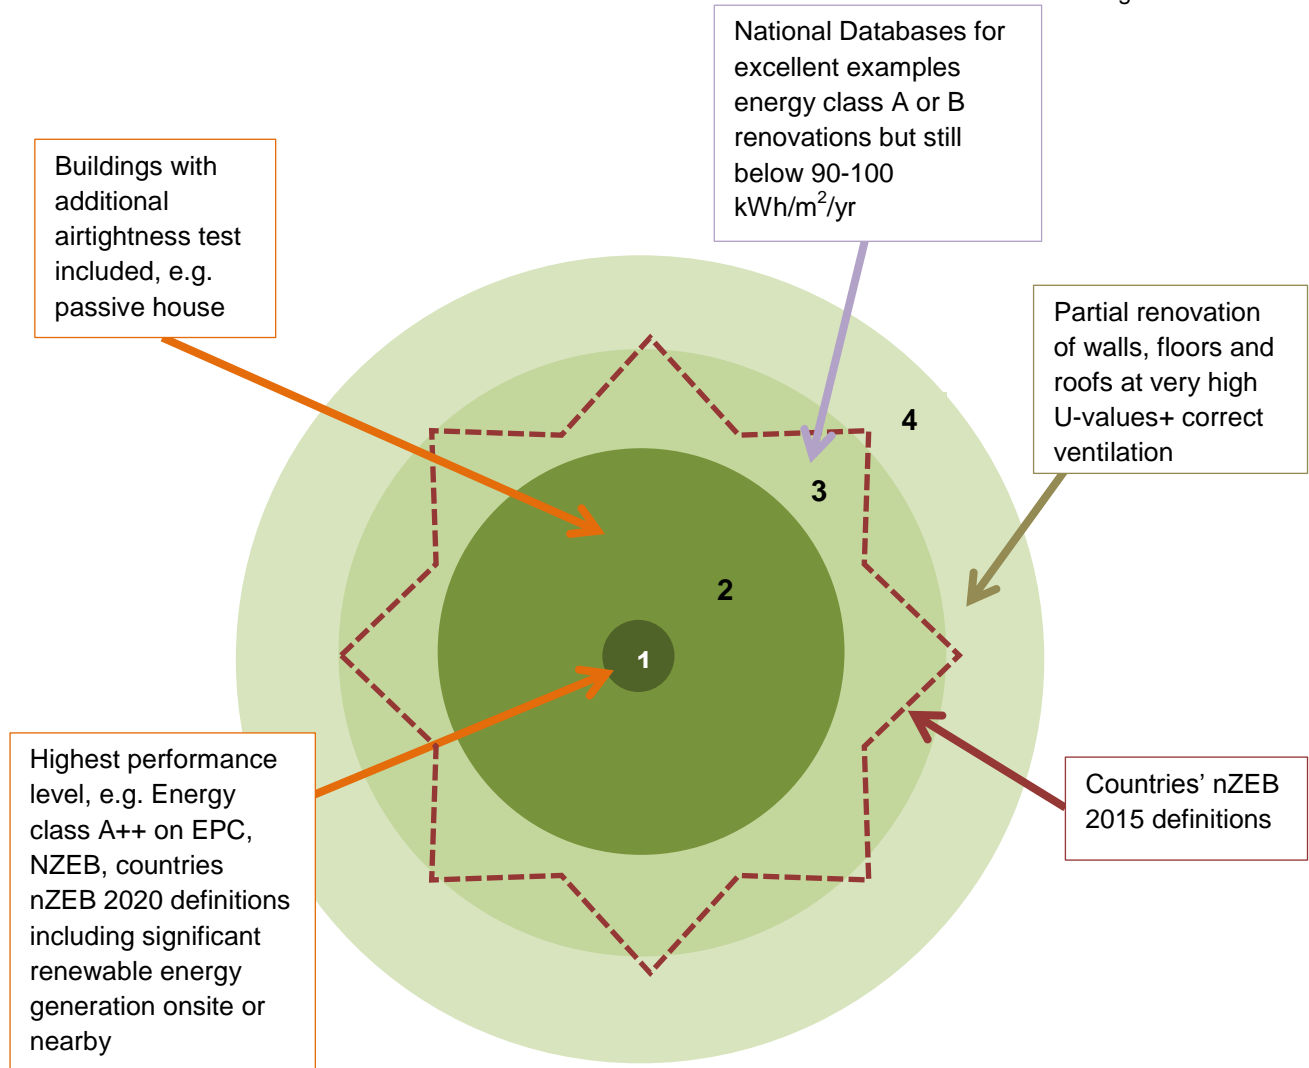 National Databases for
excellent examples
energy class A or B
renovations but still
below 90-100
kWh/m²/yr
Buildings with
additional
airtightness test
included, e.g.
passive house
Partial renovation
of walls, floors and
roofs at very high
U-values+ correct
ventilation
4
3
2
1
Highest performance
level, e.g. Energy
class A++ on EPC,
NZEB, countries
nZEB 2020 definitions
including significant
renewable energy
generation onsite or
nearby
Countries’ nZEB
2015 definitions